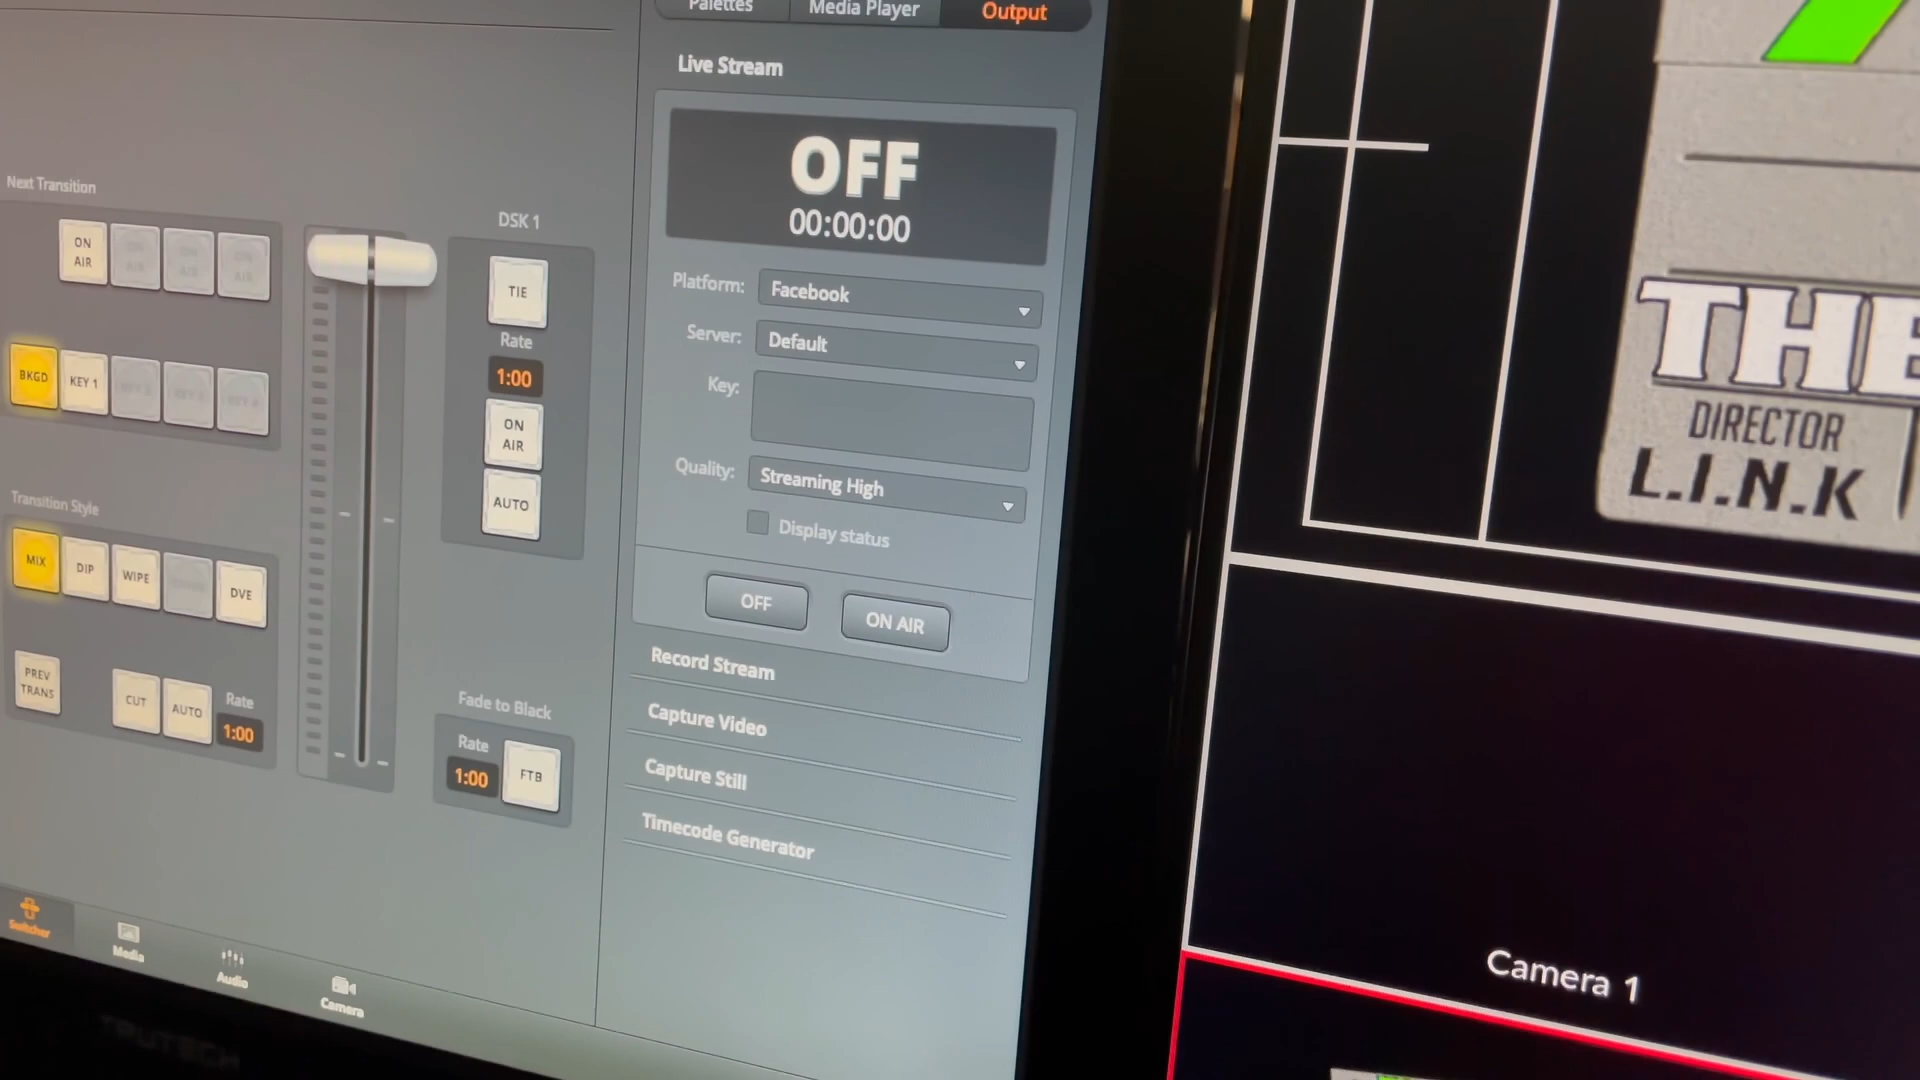 Palettes
Media Player
Output
Live Stream
OFF
00:00:00
Platform:
Facebook
Server:
Default
Key:
Quality:
Streaming High
Display status
OFF
ON AIR
Record Stream
Capture Video
Capture Still
Timecode Generator
Next Transition
ON
AIR
BKGD
KEY 1
Transition Style
MIX
DIP
WIPE
DVE
PREV
TRANS
CUT
AUTO
Rate
1:00
DSK 1
TIE
Rate
1:00
ON
AIR
AUTO
Fade to Black
Rate
1:00
FTB
Switcher
Media
Audio
Camera
THE
DIRECTOR
L.I.N.K
Camera 1